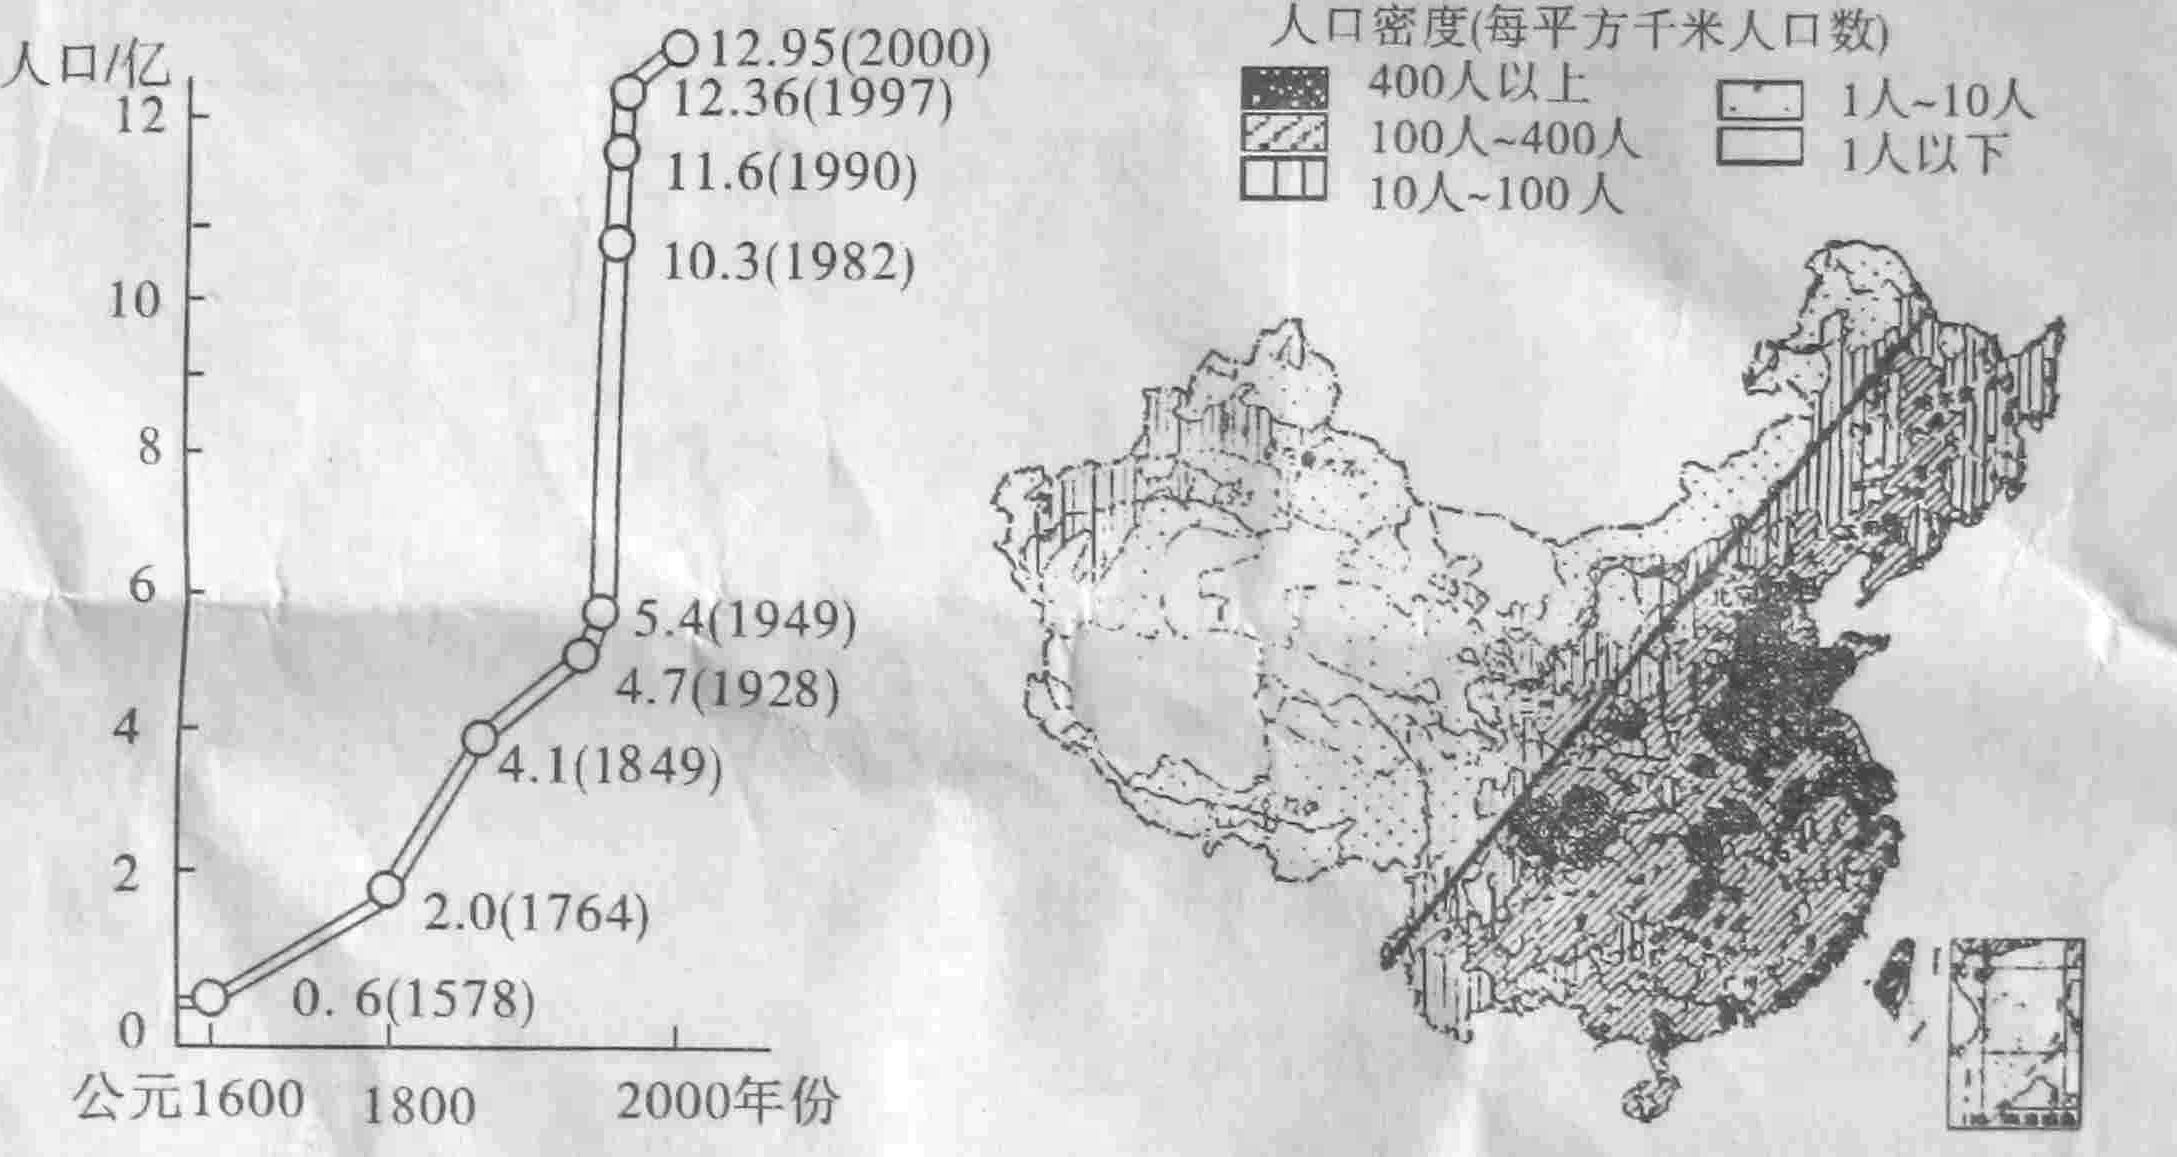 人口/亿
12
10
8
6
4
2
0
12.95(2000)
12.36(1997)
11.6(1990)
10.3(1982)
5.4(1949)
4.7(1928)
4.1(1849)
2.0(1764)
0.6(1578)
公元1600
1800
2000年份
人口密度(每平方千米人口数)
400人以上
100人~400人
10人~100人
1人~10人
1人以下